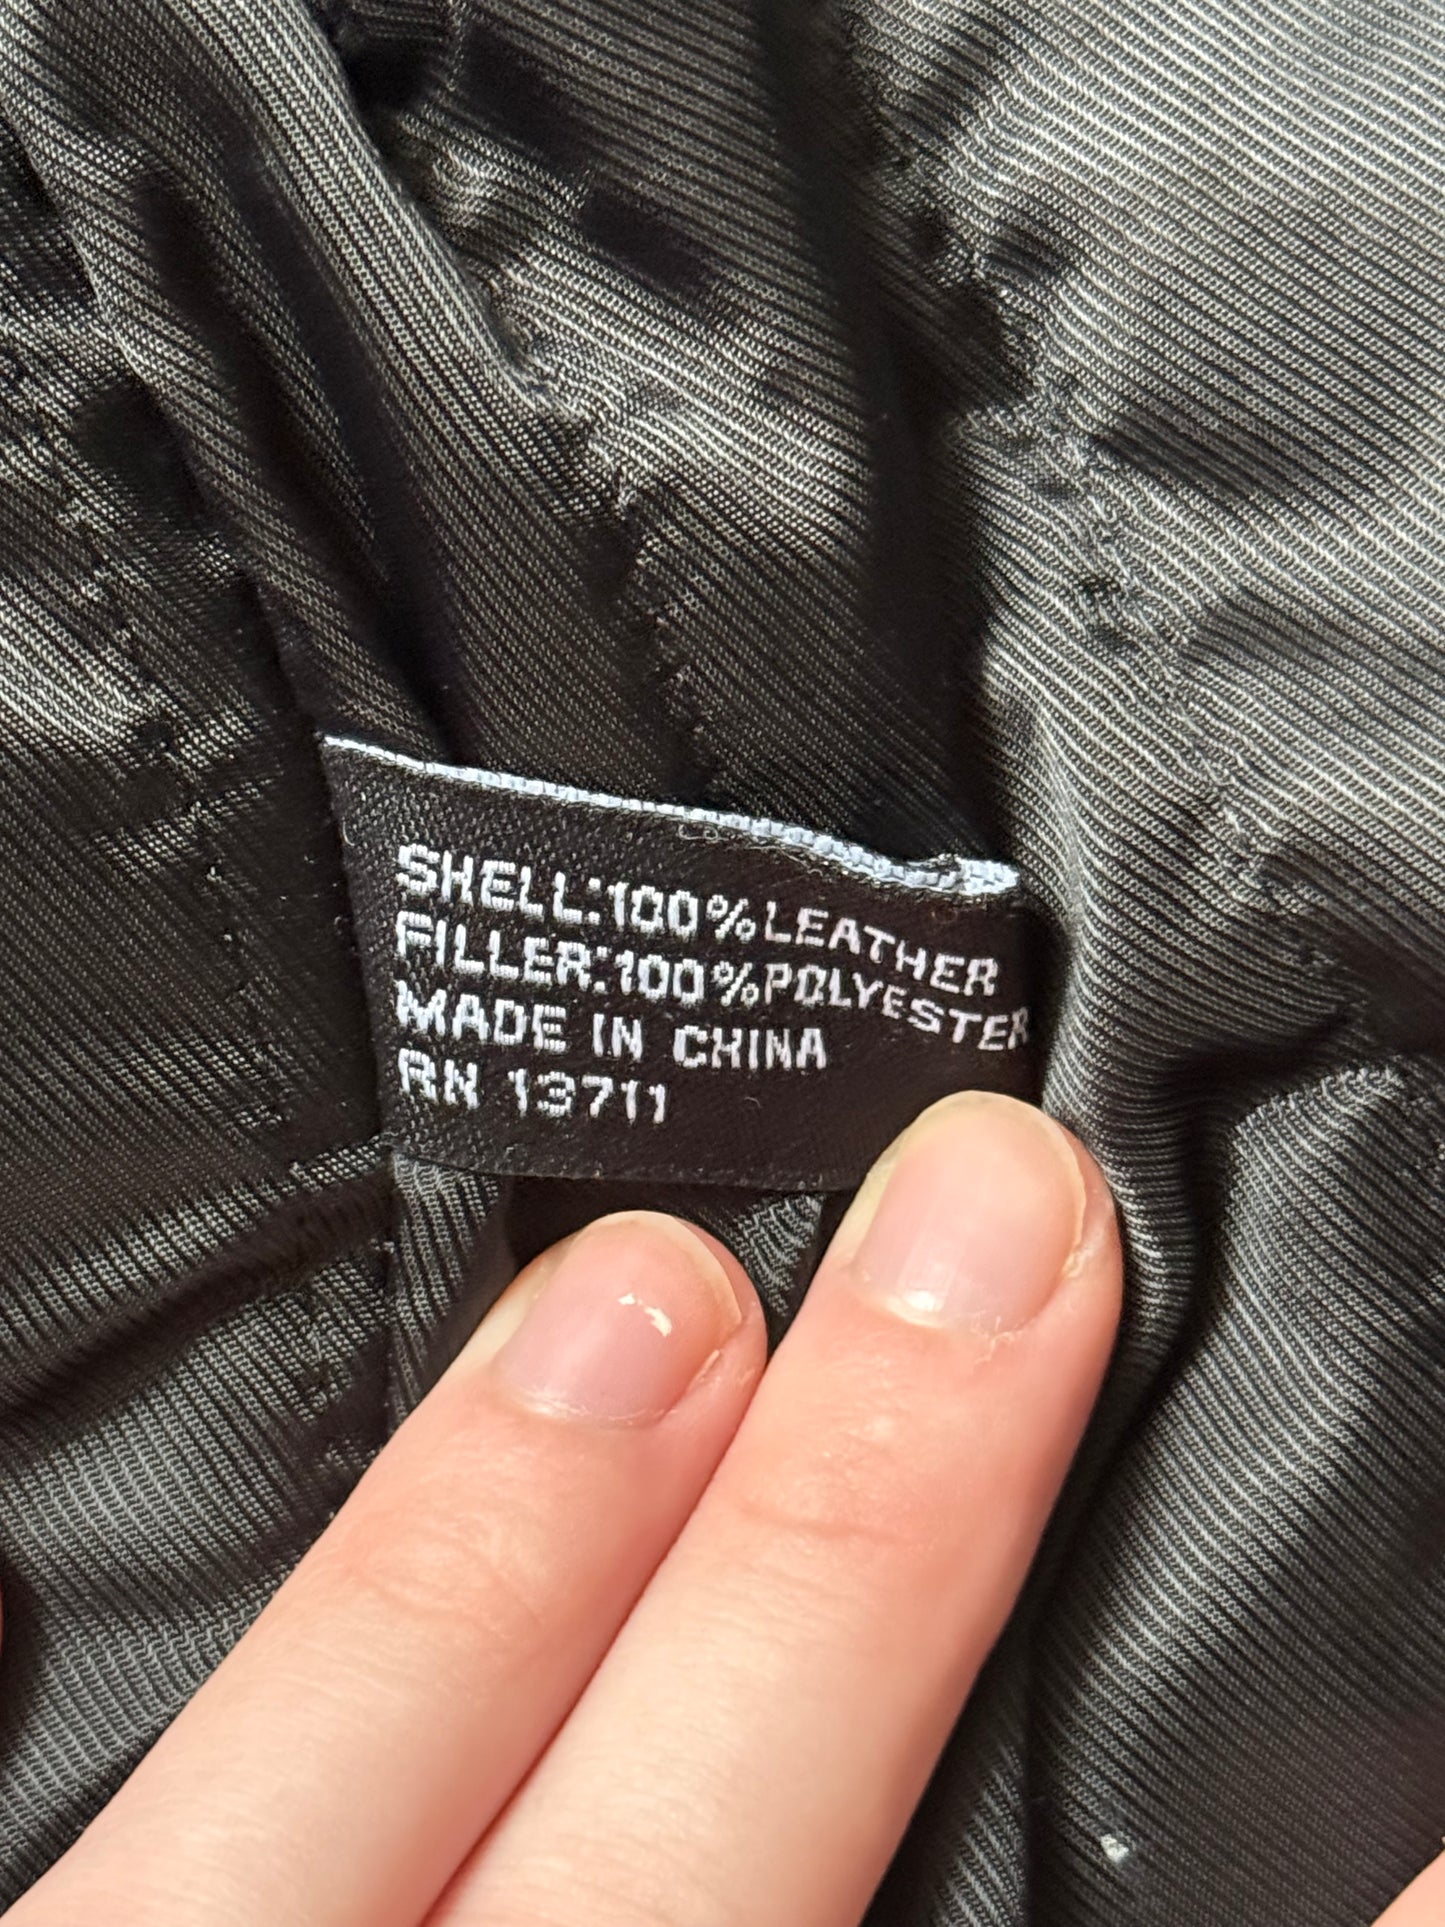 SHELL:100%LEATHER
FILLER:100%POLYESTER
MADE IN CHINA
RN 13711